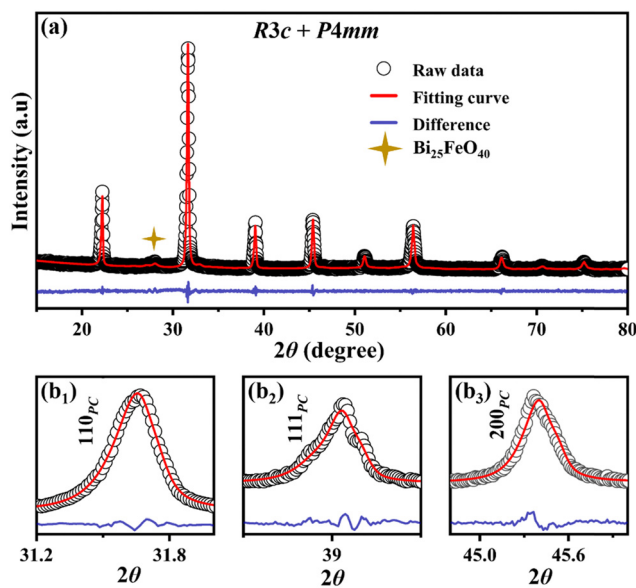 (a)
R3c + P4mm
Raw data
Fitting curve
Difference
Bi₂₅FeO₄₀
Intensity (a.u)
20 30 40 50 60 70 80
2θ (degree)
(b₁)
110PC
31.2 31.8
2θ
(b₂)
111PC
39
2θ
(b₃)
200PC
45.0 45.6
2θ